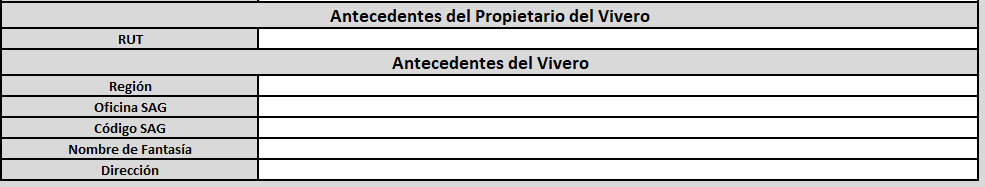 Antecedentes del Propietario del Vivero
RUT
Antecedentes del Vivero
Región
Oficina SAG
Código SAG
Nombre de Fantasía
Dirección